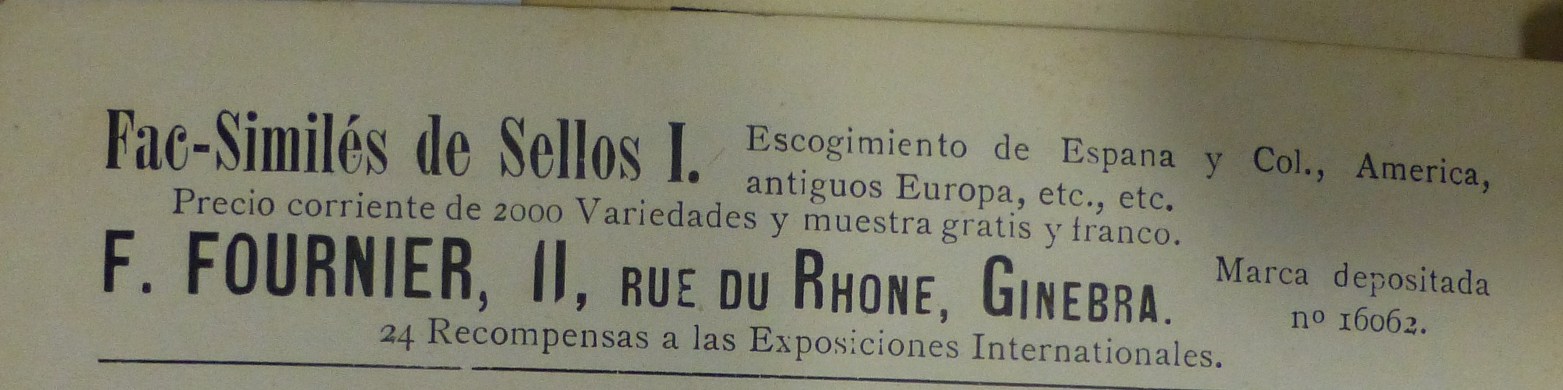 Fac-Similés de Sellos I. Escogimiento de Espana y Col., America,
antiguos Europa, etc., etc.
Precio corriente de 2000 Variedades y muestra gratis y franco.
F. FOURNIER, 11, RUE DU RHONE, GINEBRA. Marca depositada
nº 16062.
24 Recompensas a las Exposiciones Internationales.